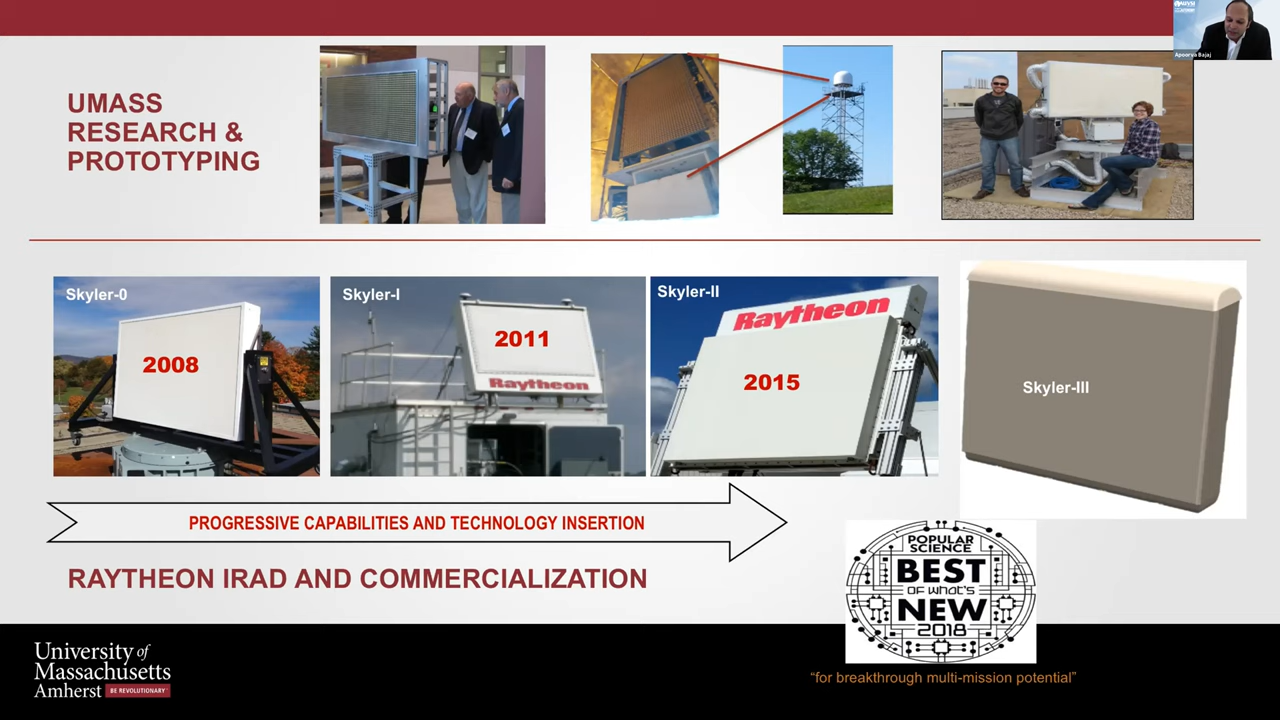 Apoorva Bajaj
UMASS
RESEARCH &
PROTOTYPING
Skyler-0
2008
Skyler-I
2011
Raytheon
Skyler-II
Raytheon
2015
Skyler-III
PROGRESSIVE CAPABILITIES AND TECHNOLOGY INSERTION
RAYTHEON IRAD AND COMMERCIALIZATION
POPULAR
SCIENCE
BEST
OF WHAT'S
NEW
2018
"for breakthrough multi-mission potential"
University of
Massachusetts
Amherst BE REVOLUTIONARY